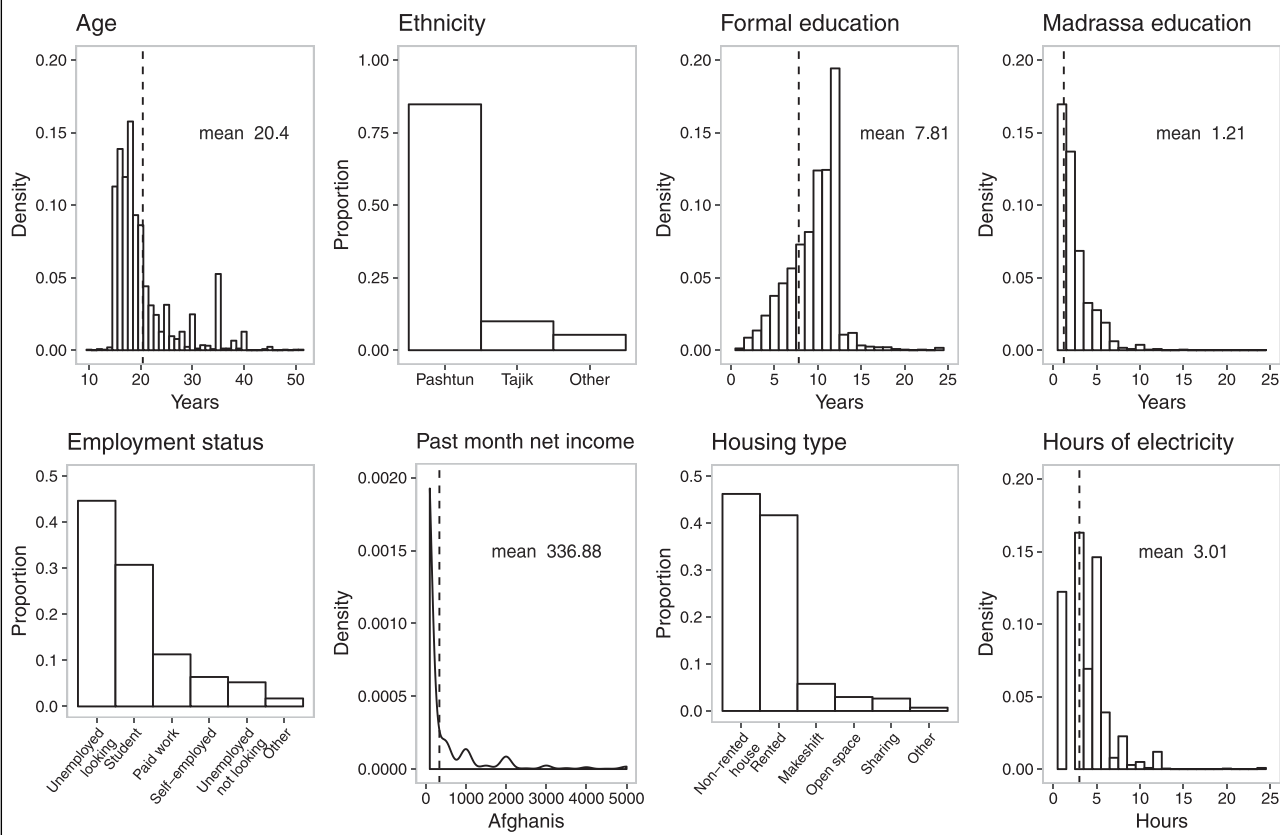 Age
Density
0.20
0.15
0.10
0.05
0.00
mean 20.4
10 20 30 40 50
Years
Ethnicity
Proportion
1.00
0.75
0.50
0.25
0.00
Pashtun Tajik Other
Formal education
Density
0.20
0.15
0.10
0.05
0.00
mean 7.81
0 5 10 15 20 25
Years
Madrassa education
Density
0.20
0.15
0.10
0.05
0.00
mean 1.21
0 5 10 15 20 25
Years
Employment status
Proportion
0.5
0.4
0.3
0.2
0.1
0.0
Unemployed
looking
Student
Paid work
Self-employed
Unemployed
not looking
Other
Past month net income
Density
0.0020
0.0015
0.0010
0.0005
0.0000
mean 336.88
0 1000 2000 3000 4000 5000
Afghanis
Housing type
Proportion
0.5
0.4
0.3
0.2
0.1
0.0
Non-rented
house
Rented
Makeshift
Open space
Sharing
Other
Hours of electricity
Density
0.20
0.15
0.10
0.05
0.00
mean 3.01
0 5 10 15 20 25
Hours